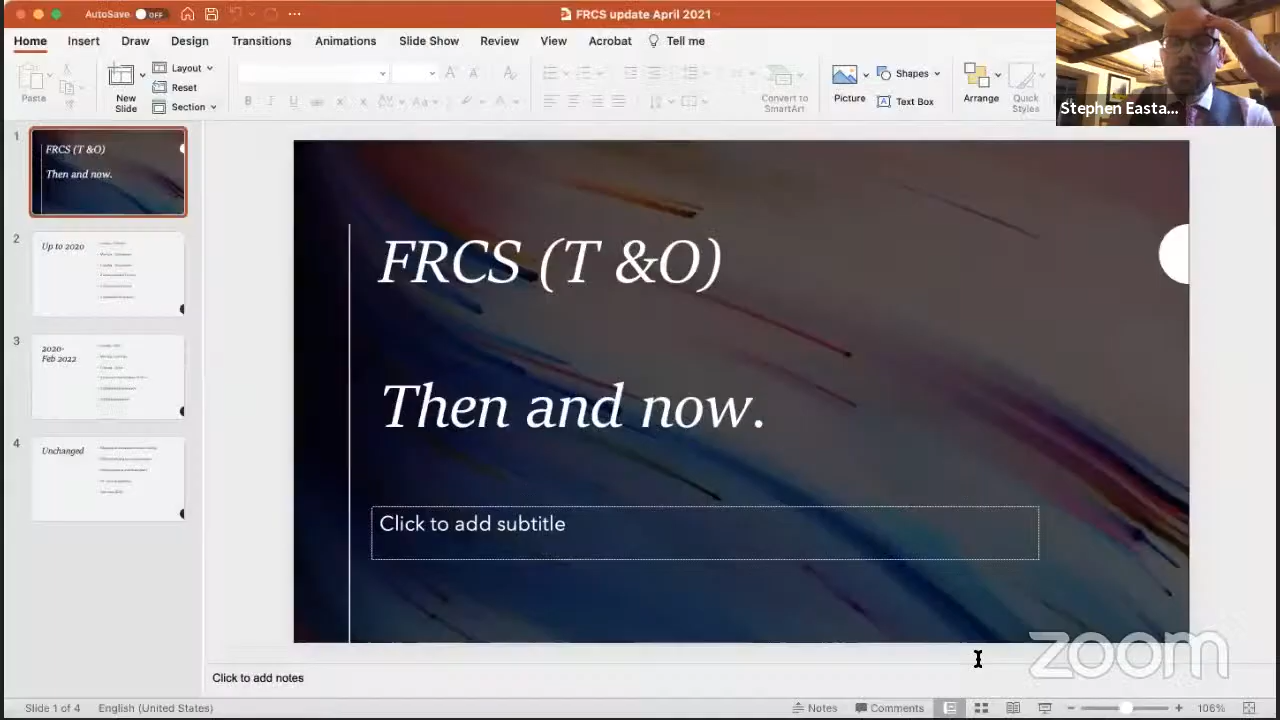 AutoSave OFF
FRCS update April 2021
Home Insert Draw Design Transitions Animations Slide Show Review View Acrobat Tell me
Paste
New Slide
Layout
Reset
Section
Convert to SmartArt
Picture
Shapes
Text Box
Arrange
Quick Styles
Stephen Easta...
1
FRCS (T &O)
Then and now.
2
Up to 2020
3
2020-
Feb 2022
4
Unchanged
FRCS (T &O)
Then and now.
Click to add subtitle
zoom
Click to add notes
Slide 1 of 4 English (United States) Notes Comments 106%